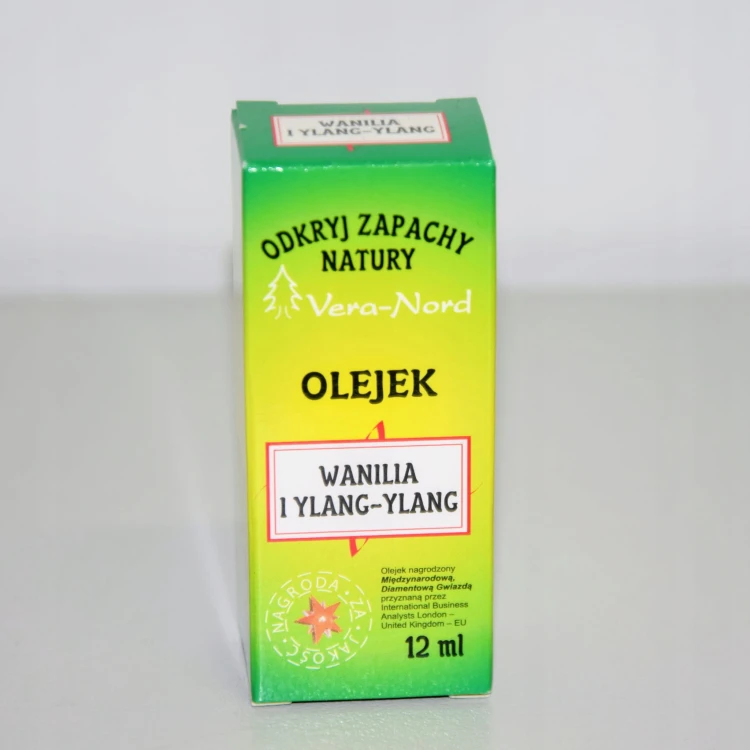 WANILIA
I YLANG-YLANG
ODKRYJ ZAPACHY
NATURY
Vera-Nord
OLEJEK
WANILIA
I YLANG-YLANG
NAGRODA · ZA · JAKOŚĆ ·
Olejek nagrodzony
Międzynarodową,
Diamentową Gwiazdą
przyznaną przez
International Business
Analysts London –
United Kingdom – EU
12 ml